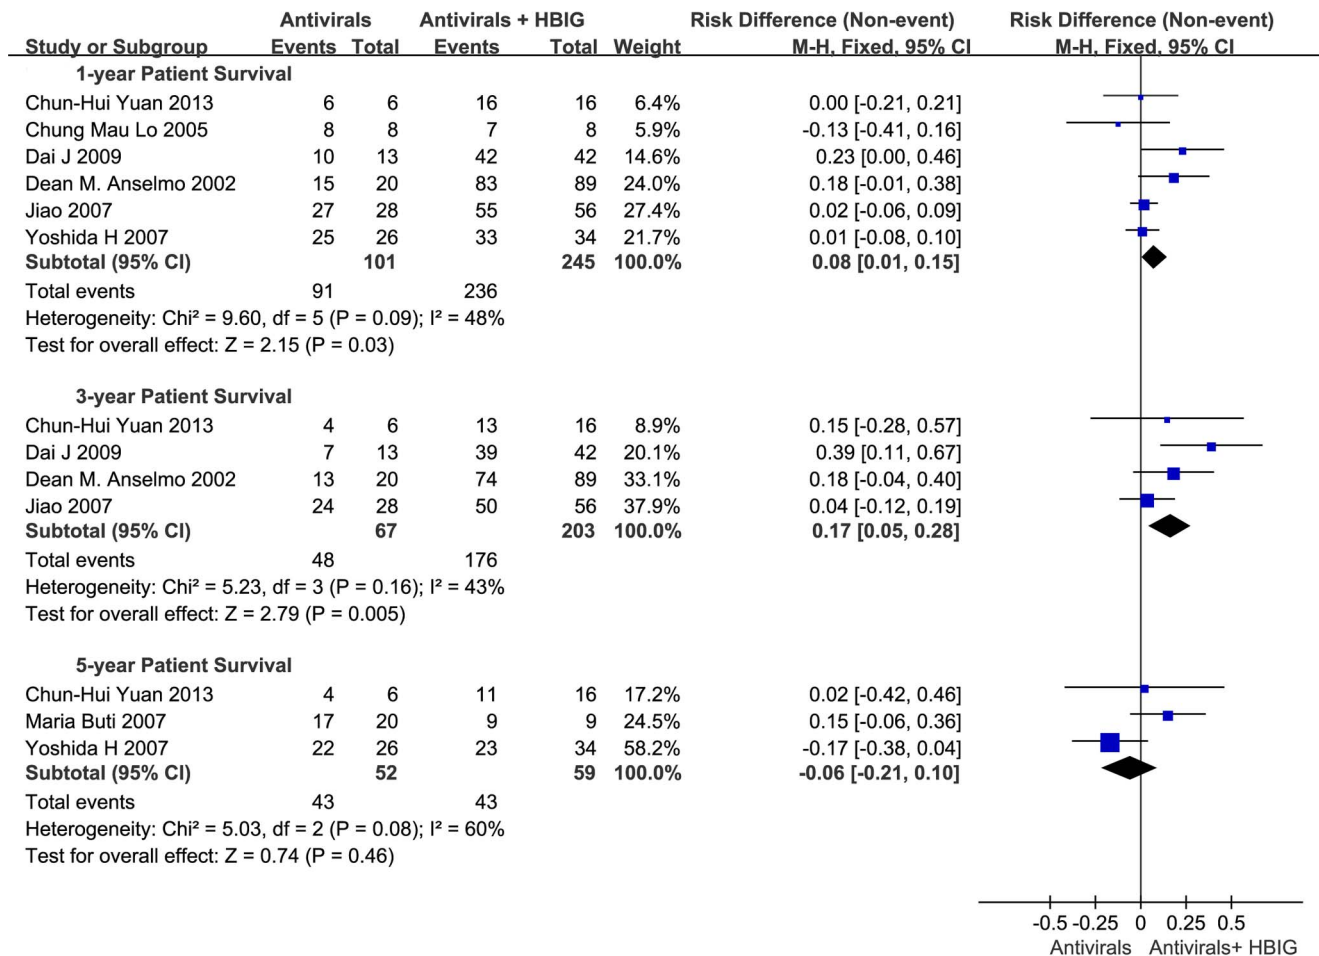 Antivirals Antivirals + HBIG Risk Difference (Non-event) Risk Difference (Non-event)
Study or Subgroup Events Total Events Total Weight M-H, Fixed, 95% CI M-H, Fixed, 95% CI
1-year Patient Survival
Chun-Hui Yuan 2013 6 6 16 16 6.4% 0.00 [-0.21, 0.21]
Chung Mau Lo 2005 8 8 7 8 5.9% -0.13 [-0.41, 0.16]
Dai J 2009 10 13 42 42 14.6% 0.23 [0.00, 0.46]
Dean M. Anselmo 2002 15 20 83 89 24.0% 0.18 [-0.01, 0.38]
Jiao 2007 27 28 55 56 27.4% 0.02 [-0.06, 0.09]
Yoshida H 2007 25 26 33 34 21.7% 0.01 [-0.08, 0.10]
Subtotal (95% CI) 101 245 100.0% 0.08 [0.01, 0.15]
Total events 91 236
Heterogeneity: Chi² = 9.60, df = 5 (P = 0.09); I² = 48%
Test for overall effect: Z = 2.15 (P = 0.03)
3-year Patient Survival
Chun-Hui Yuan 2013 4 6 13 16 8.9% 0.15 [-0.28, 0.57]
Dai J 2009 7 13 39 42 20.1% 0.39 [0.11, 0.67]
Dean M. Anselmo 2002 13 20 74 89 33.1% 0.18 [-0.04, 0.40]
Jiao 2007 24 28 50 56 37.9% 0.04 [-0.12, 0.19]
Subtotal (95% CI) 67 203 100.0% 0.17 [0.05, 0.28]
Total events 48 176
Heterogeneity: Chi² = 5.23, df = 3 (P = 0.16); I² = 43%
Test for overall effect: Z = 2.79 (P = 0.005)
5-year Patient Survival
Chun-Hui Yuan 2013 4 6 11 16 17.2% 0.02 [-0.42, 0.46]
Maria Buti 2007 17 20 9 9 24.5% 0.15 [-0.06, 0.36]
Yoshida H 2007 22 26 23 34 58.2% -0.17 [-0.38, 0.04]
Subtotal (95% CI) 52 59 100.0% -0.06 [-0.21, 0.10]
Total events 43 43
Heterogeneity: Chi² = 5.03, df = 2 (P = 0.08); I² = 60%
Test for overall effect: Z = 0.74 (P = 0.46)
-0.5 -0.25 0 0.25 0.5
Antivirals Antivirals+ HBIG